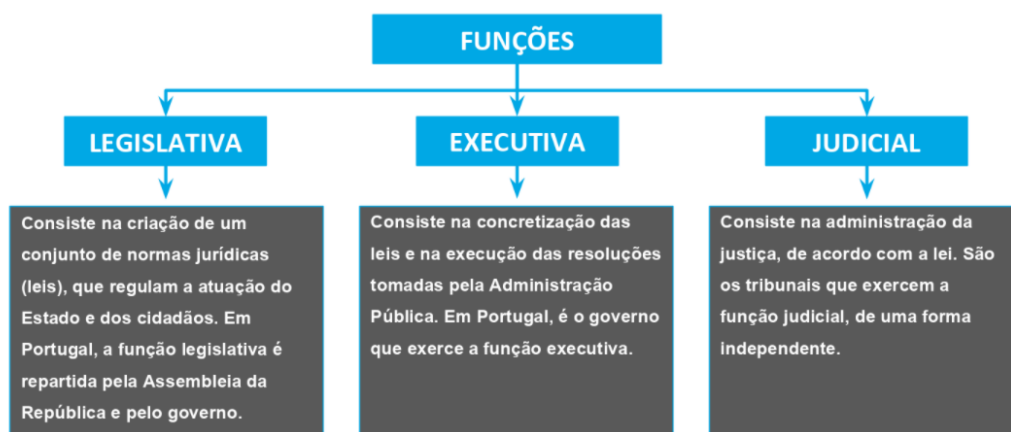 FUNÇÕES
LEGISLATIVA
EXECUTIVA
JUDICIAL
Consiste na criação de um
conjunto de normas jurídicas
(leis), que regulam a atuação do
Estado e dos cidadãos. Em
Portugal, a função legislativa é
repartida pela Assembleia da
República e pelo governo.
Consiste na concretização das
leis e na execução das resoluções
tomadas pela Administração
Pública. Em Portugal, é o governo
que exerce a função executiva.
Consiste na administração da
justiça, de acordo com a lei. São
os tribunais que exercem a
função judicial, de uma forma
independente.